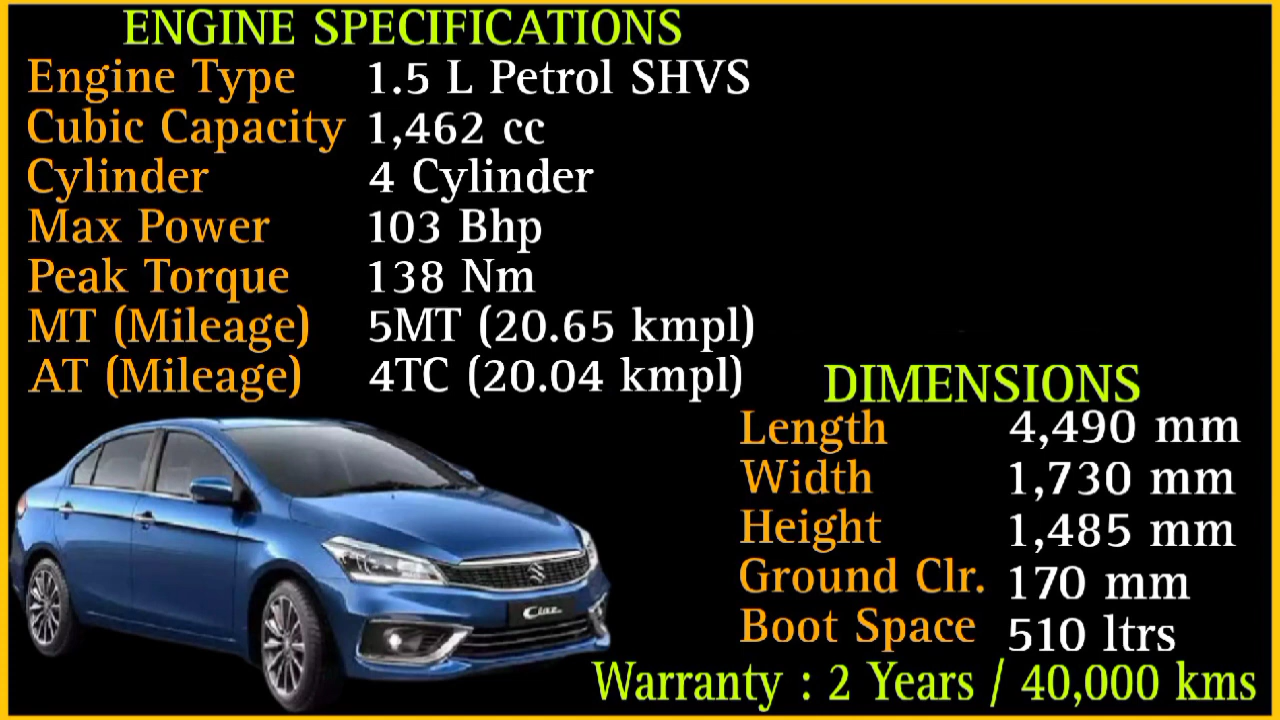 ENGINE SPECIFICATIONS
Engine Type 1.5 L Petrol SHVS
Cubic Capacity 1,462 cc
Cylinder 4 Cylinder
Max Power 103 Bhp
Peak Torque 138 Nm
MT (Mileage) 5MT (20.65 kmpl)
AT (Mileage) 4TC (20.04 kmpl)
DIMENSIONS
Length 4,490 mm
Width 1,730 mm
Height 1,485 mm
Ground Clr. 170 mm
Boot Space 510 ltrs
Ciaz
Warranty : 2 Years / 40,000 kms